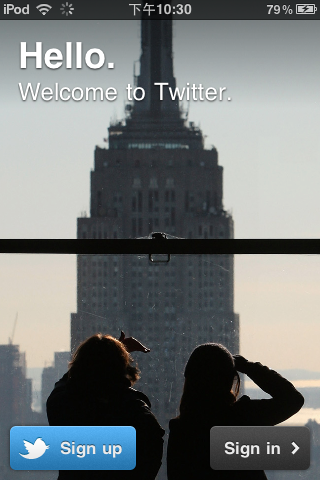 iPod 下午10:30 79%
Hello.
Welcome to Twitter.
Sign up Sign in